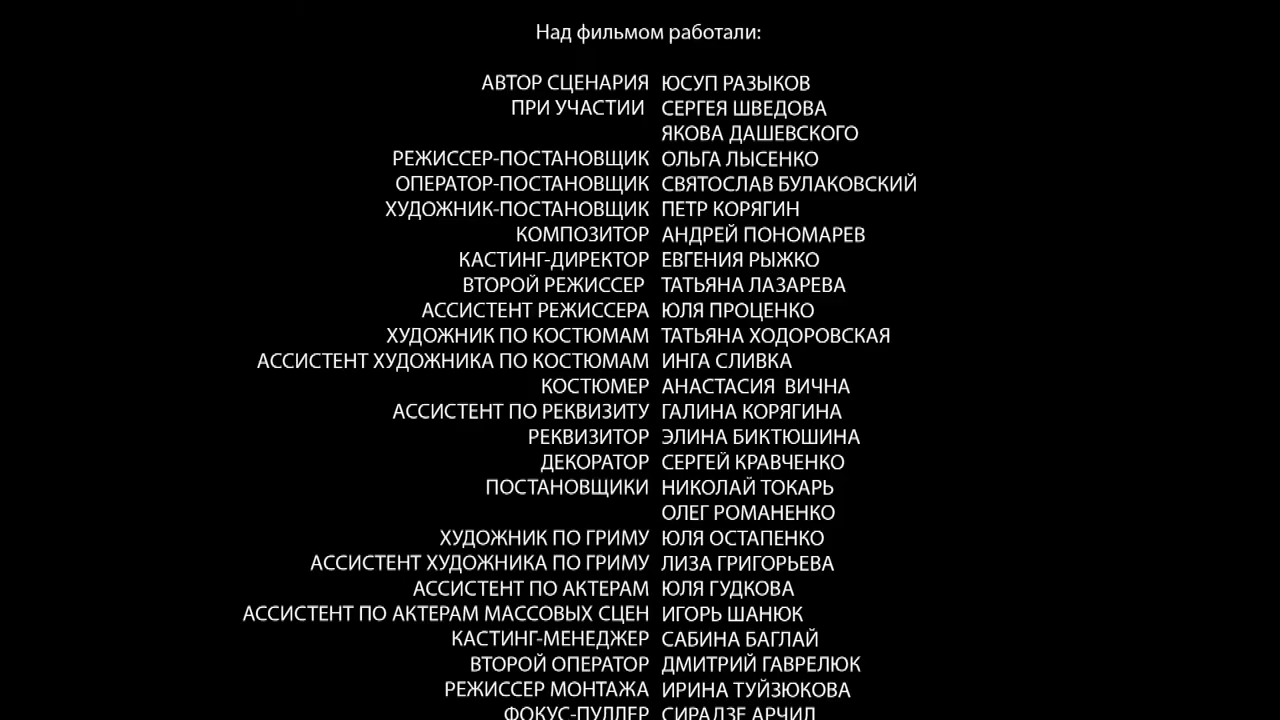 Над фильмом работали:
АВТОР СЦЕНАРИЯ ЮСУП РАЗЫКОВ
ПРИ УЧАСТИИ СЕРГЕЯ ШВЕДОВА
ЯКОВА ДАШЕВСКОГО
РЕЖИССЕР-ПОСТАНОВЩИК ОЛЬГА ЛЫСЕНКО
ОПЕРАТОР-ПОСТАНОВЩИК СВЯТОСЛАВ БУЛАКОВСКИЙ
ХУДОЖНИК-ПОСТАНОВЩИК ПЕТР КОРЯГИН
КОМПОЗИТОР АНДРЕЙ ПОНОМАРЕВ
КАСТИНГ-ДИРЕКТОР ЕВГЕНИЯ РЫЖКО
ВТОРОЙ РЕЖИССЕР ТАТЬЯНА ЛАЗАРЕВА
АССИСТЕНТ РЕЖИССЕРА ЮЛЯ ПРОЦЕНКО
ХУДОЖНИК ПО КОСТЮМАМ ТАТЬЯНА ХОДОРОВСКАЯ
АССИСТЕНТ ХУДОЖНИКА ПО КОСТЮМАМ ИНГА СЛИВКА
КОСТЮМЕР АНАСТАСИЯ ВИЧНА
АССИСТЕНТ ПО РЕКВИЗИТУ ГАЛИНА КОРЯГИНА
РЕКВИЗИТОР ЭЛИНА БИКТЮШИНА
ДЕКОРАТОР СЕРГЕЙ КРАВЧЕНКО
ПОСТАНОВЩИКИ НИКОЛАЙ ТОКАРЬ
ОЛЕГ РОМАНЕНКО
ХУДОЖНИК ПО ГРИМУ ЮЛЯ ОСТАПЕНКО
АССИСТЕНТ ХУДОЖНИКА ПО ГРИМУ ЛИЗА ГРИГОРЬЕВА
АССИСТЕНТ ПО АКТЕРАМ ЮЛЯ ГУДКОВА
АССИСТЕНТ ПО АКТЕРАМ МАССОВЫХ СЦЕН ИГОРЬ ШАНЮК
КАСТИНГ-МЕНЕДЖЕР САБИНА БАГЛАЙ
ВТОРОЙ ОПЕРАТОР ДМИТРИЙ ГАВРЕЛЮК
РЕЖИССЕР МОНТАЖА ИРИНА ТУЙЗЮКОВА
ФОКУС-ПУЛЛЕР СИРАДЗЕ АРЧИЛ